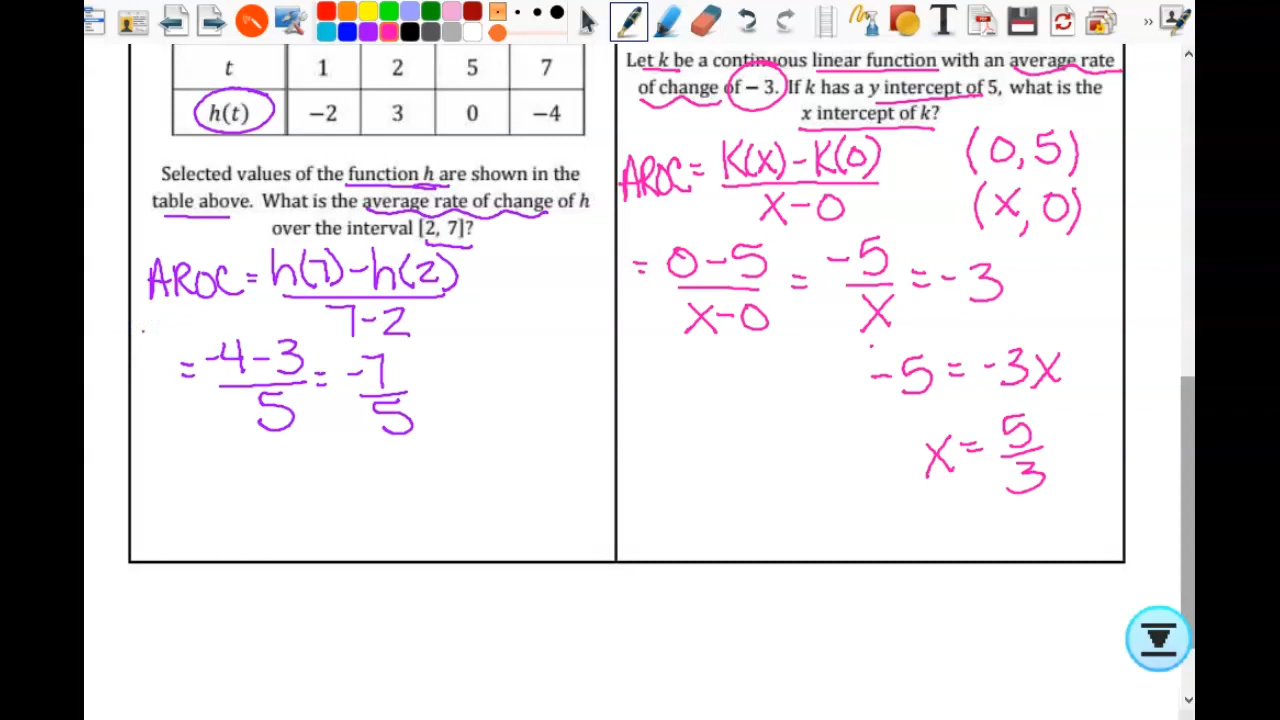 t 1 2 5 7
h(t) −2 3 0 −4
Selected values of the function h are shown in the
table above. What is the average rate of change of h
over the interval [2, 7]?
AROC = h(7)-h(2)
7-2
= -4-3 = -7
5 5
Let k be a continuous linear function with an average rate
of change of − 3. If k has a y intercept of 5, what is the
x intercept of k?
AROC = K(x)-K(0) (0,5)
x-0 (x,0)
= 0-5 = -5 = -3
x-0 x
-5 = -3x
x = 5
3